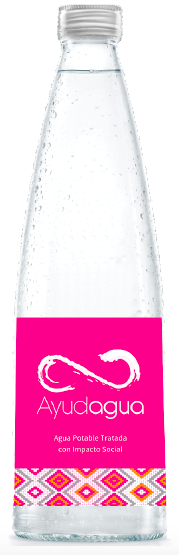 Ayudagua
Agua Potable Tratada
con Impacto Social